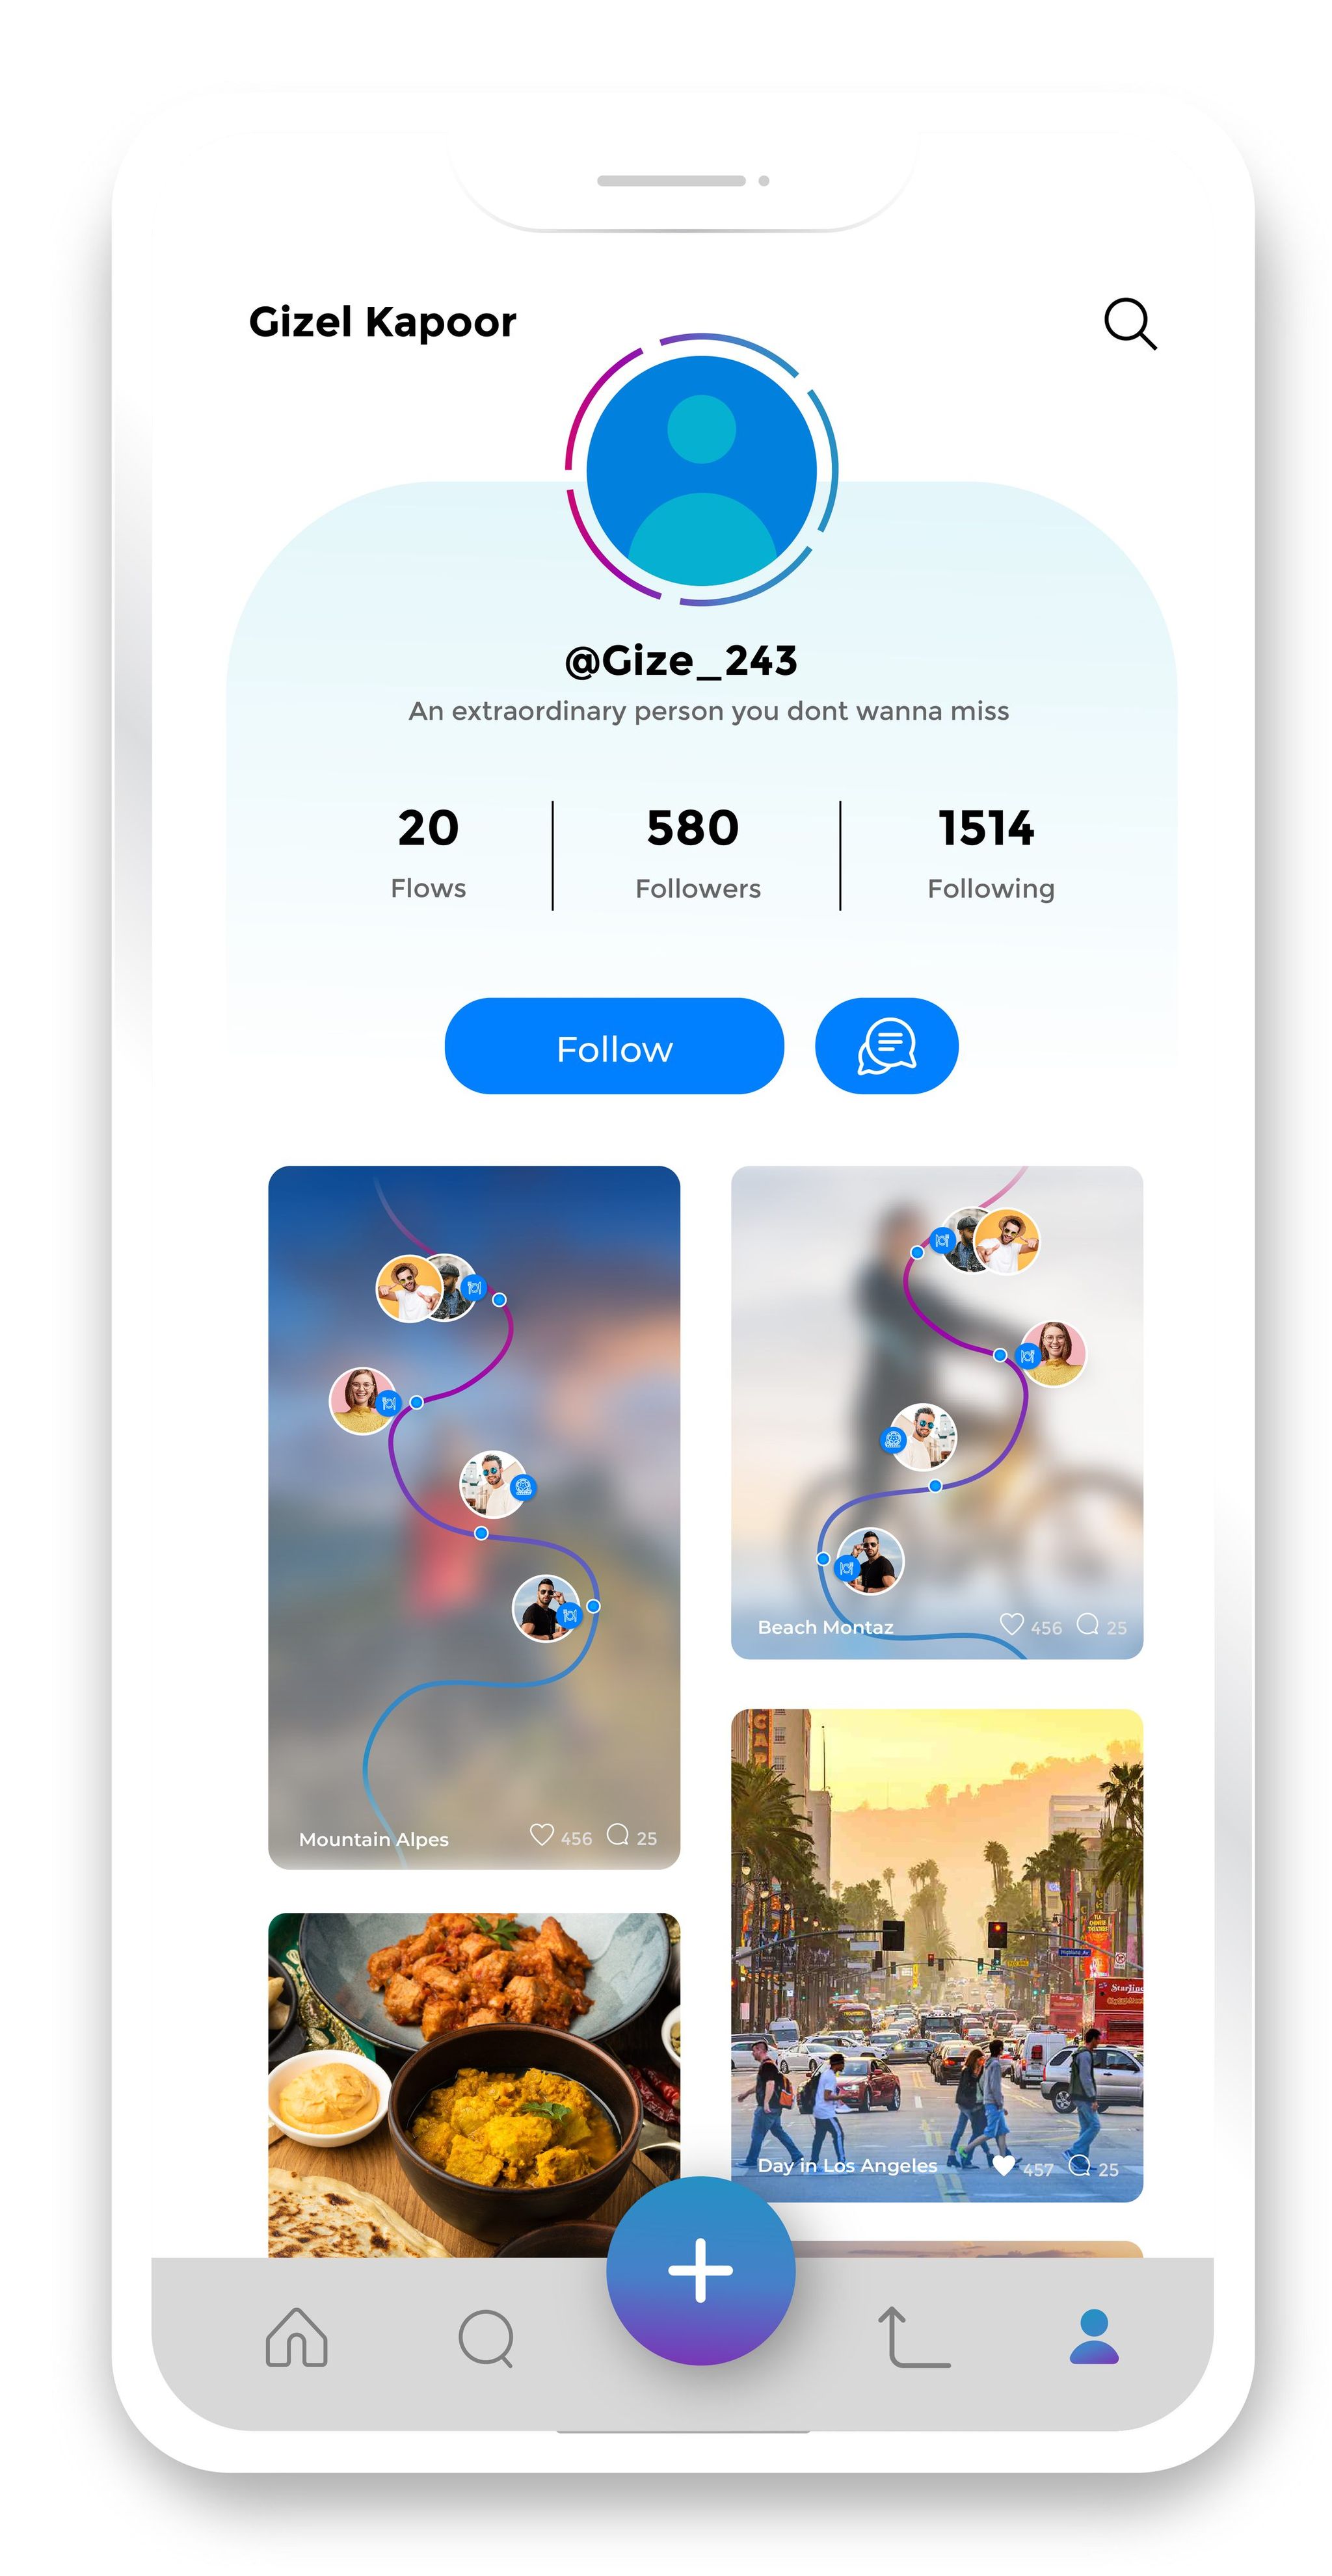 Gizel Kapoor
@Gize_243
An extraordinary person you dont wanna miss
20
Flows
580
Followers
1514
Following
Follow
Mountain Alpes
456
25
Beach Montaz
456
25
Day in Los Angeles
457
25
Starline